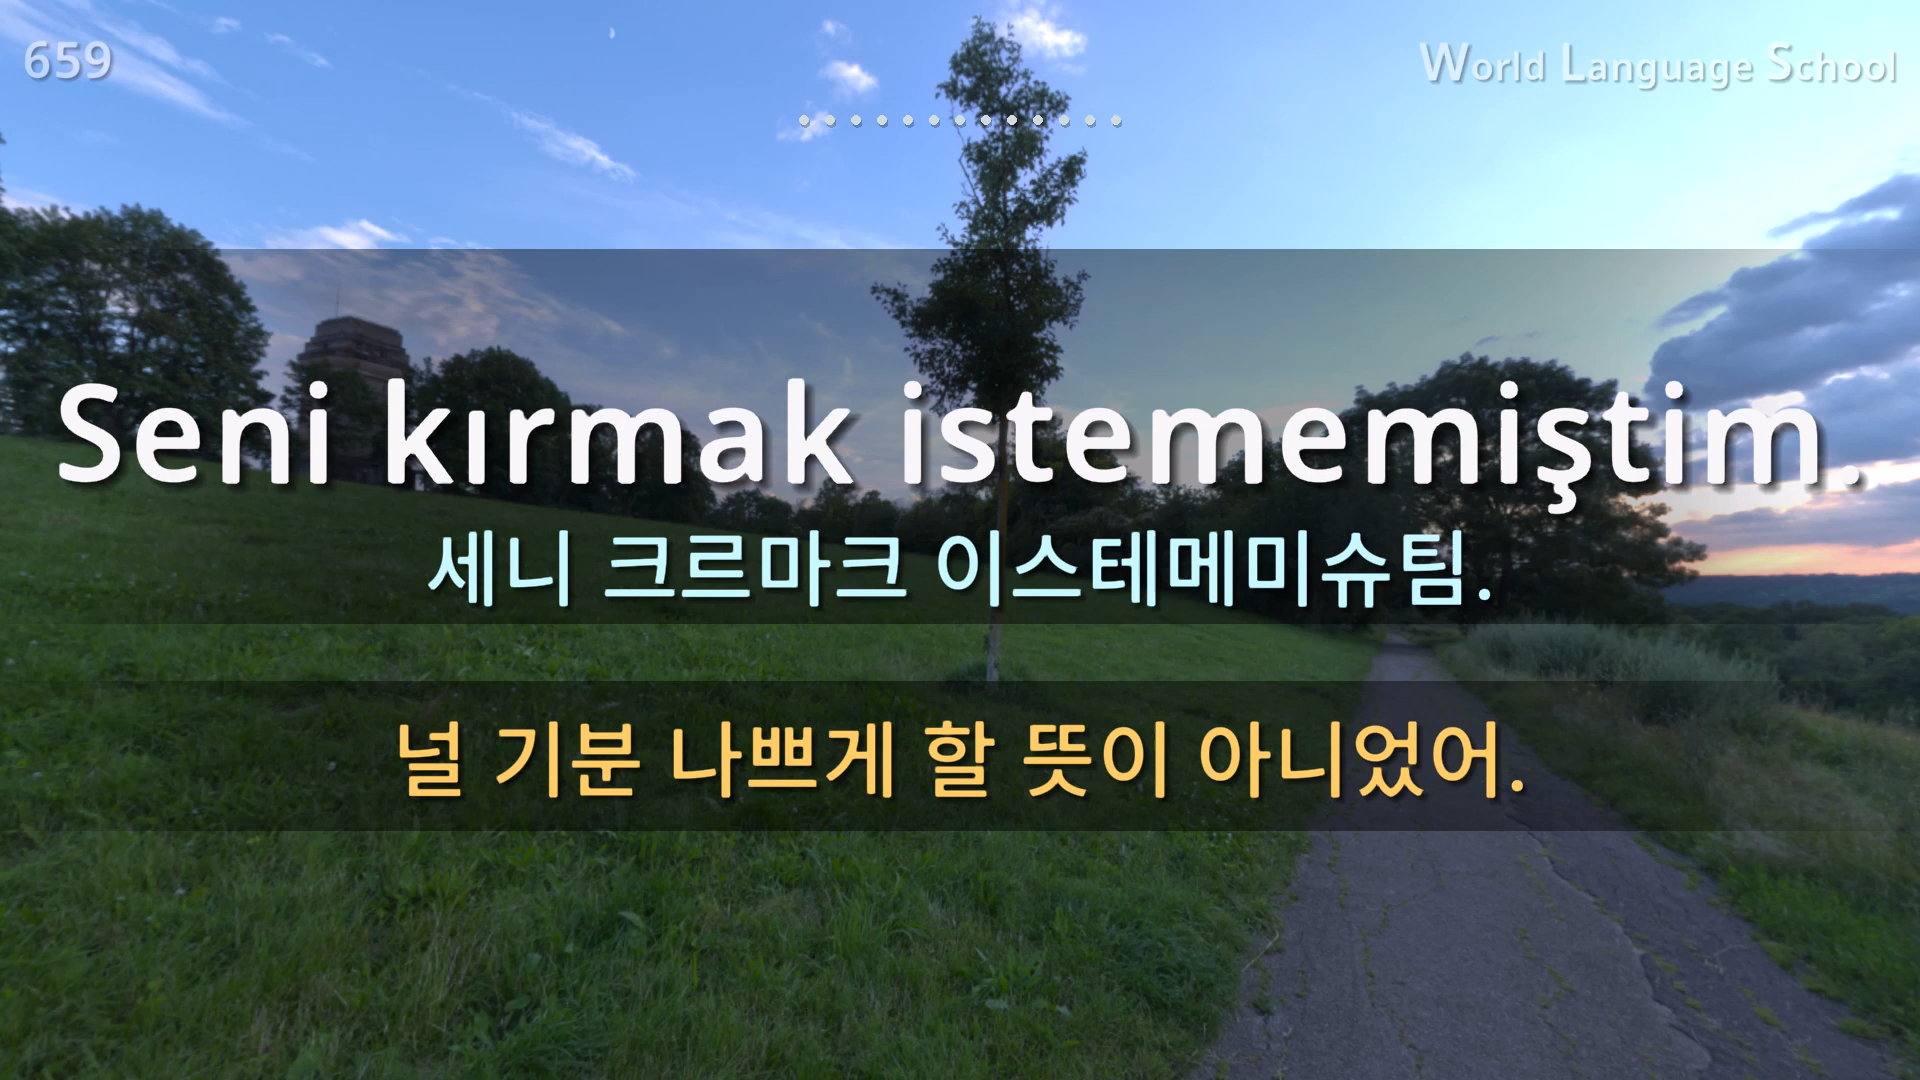 659
World Language School
Seni kırmak istememiştim.
세니 크르마크 이스테메미슈팀.
널 기분 나쁘게 할 뜻이 아니었어.